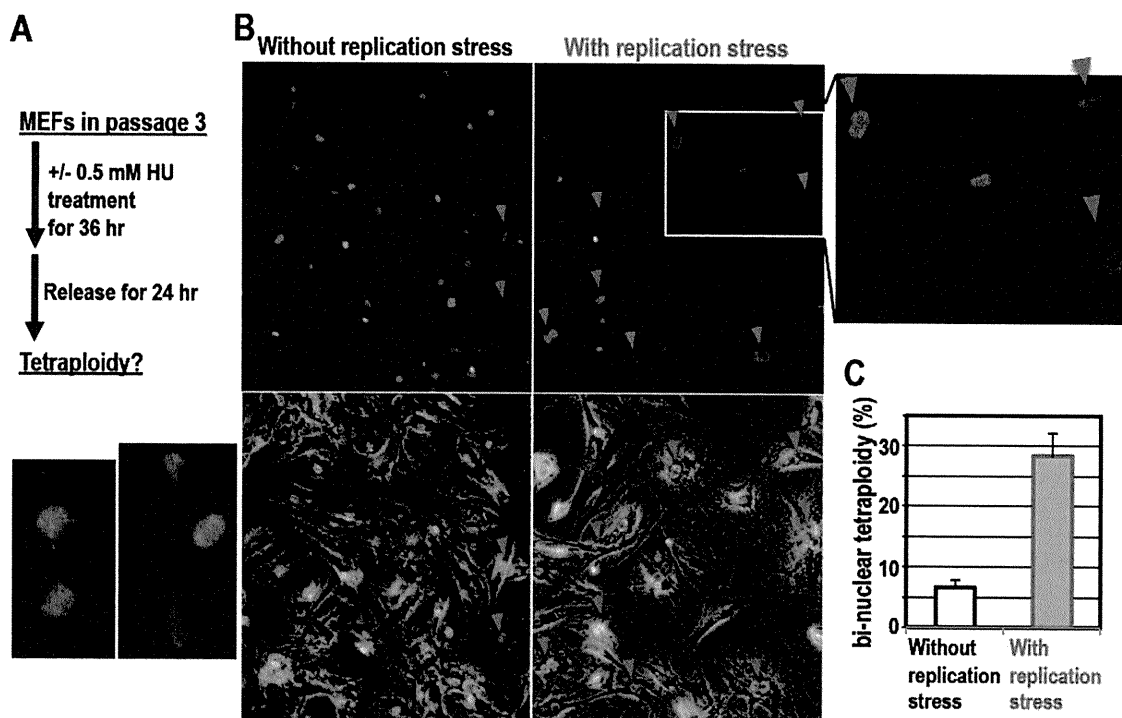 A
MEFs in passage 3
+/- 0.5 mM HU
treatment
for 36 hr
Release for 24 hr
Tetraploidy?
B
Without replication stress
With replication stress
C
bi-nuclear tetraploidy (%)
30
20
10
0
Without
replication
stress
With
replication
stress